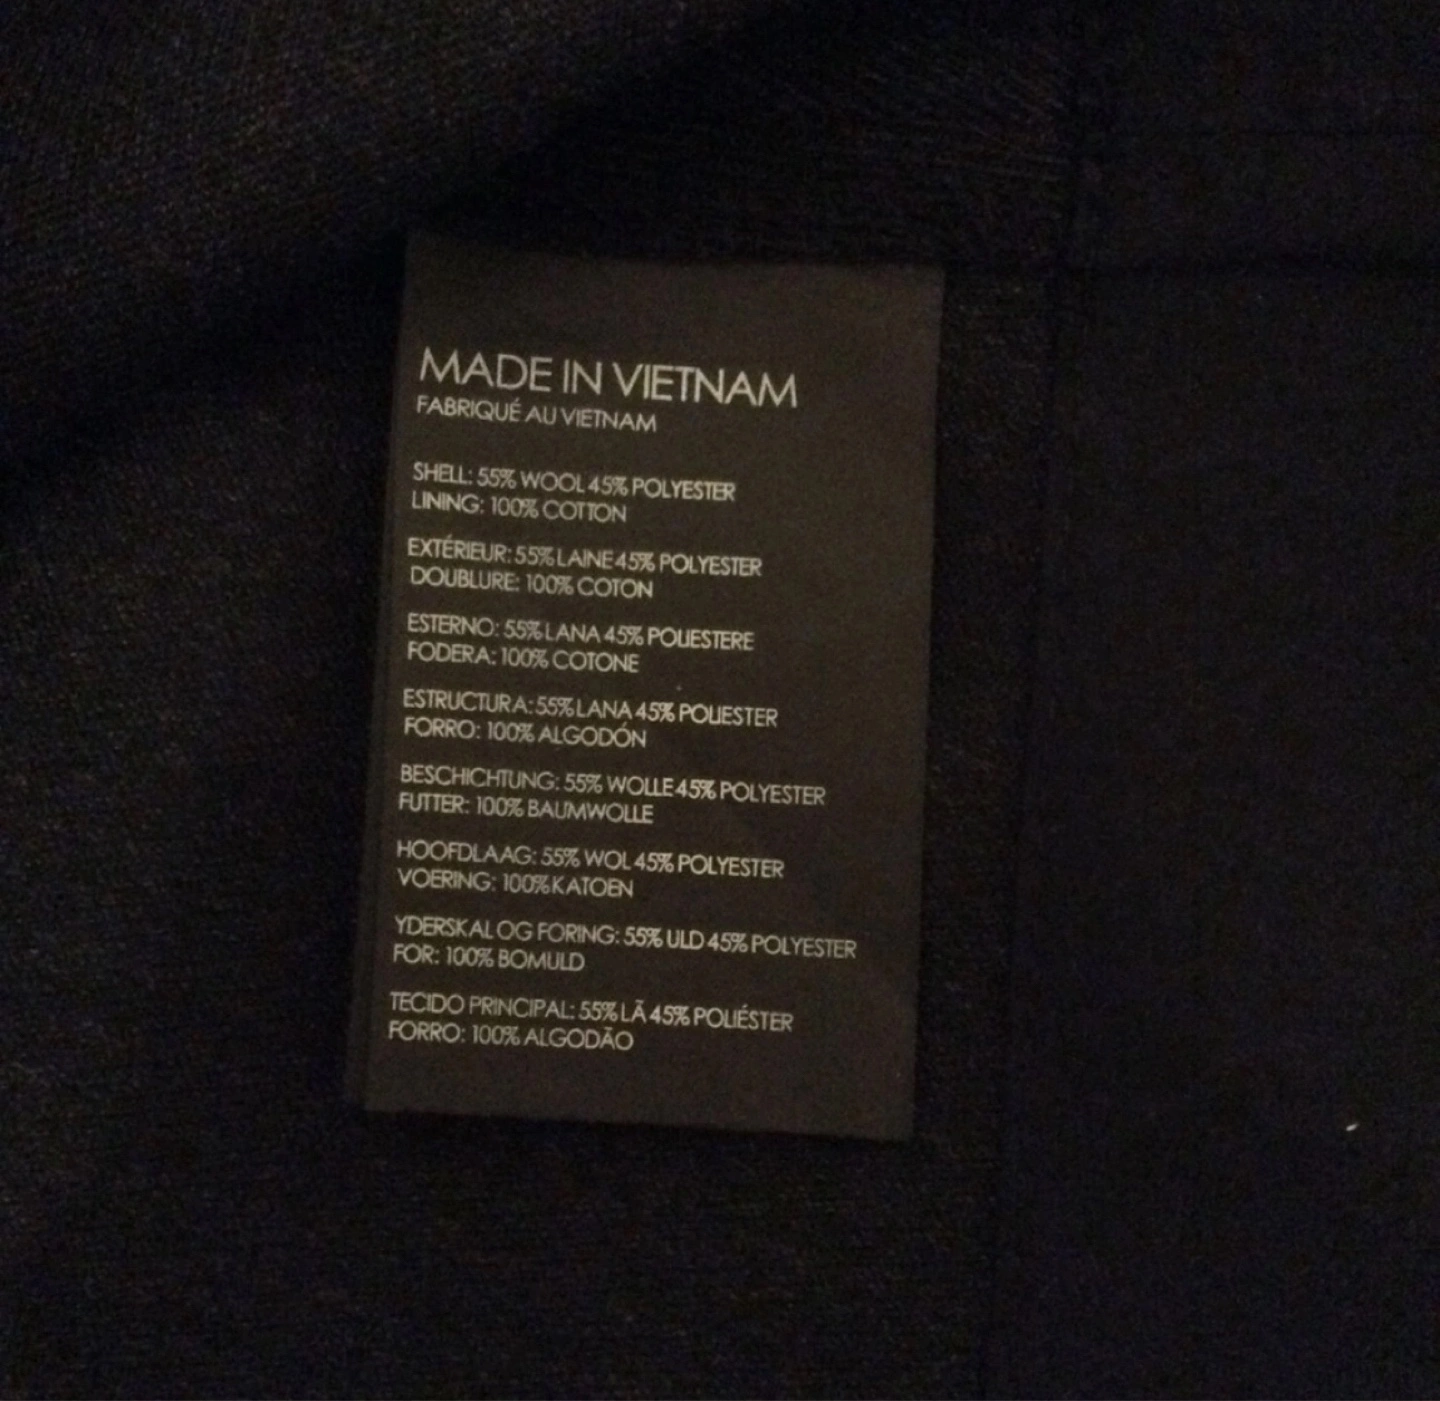 MADE IN VIETNAM
FABRIQUÉ AU VIETNAM
SHELL: 55% WOOL 45% POLYESTER
LINING: 100% COTTON
EXTÉRIEUR: 55% LAINE 45% POLYESTER
DOUBLURE: 100% COTON
ESTERNO: 55% LANA 45% POLIESTERE
FODERA: 100% COTONE
ESTRUCTURA: 55% LANA 45% POLIESTER
FORRO: 100% ALGODÓN
BESCHICHTUNG: 55% WOLLE 45% POLYESTER
FUTTER: 100% BAUMWOLLE
HOOFDLAAG: 55% WOL 45% POLYESTER
VOERING: 100% KATOEN
YDERSKAL OG FORING: 55% ULD 45% POLYESTER
FOR: 100% BOMULD
TECIDO PRINCIPAL: 55% LÃ 45% POLIÉSTER
FORRO: 100% ALGODÃO